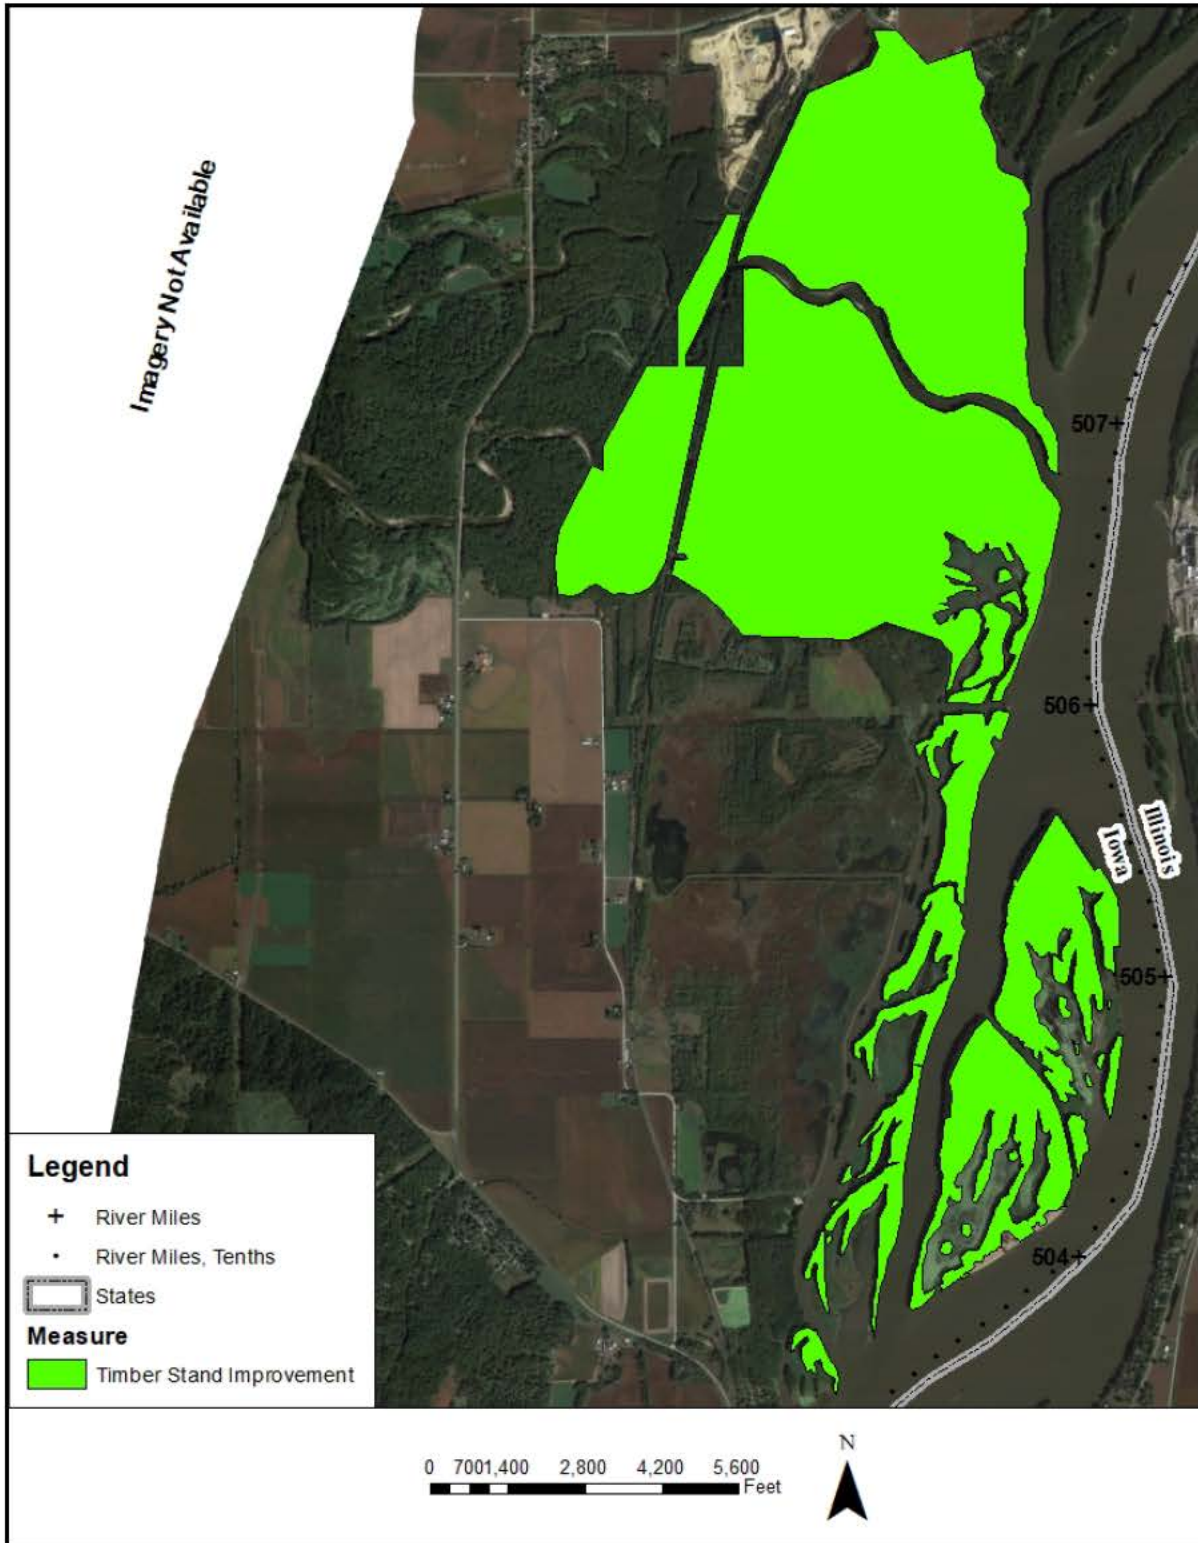 Imagery Not Available
507
506
Illinois
Iowa
505
504
Legend
River Miles
River Miles, Tenths
States
Measure
Timber Stand Improvement
0 700 1,400 2,800 4,200 5,600
Feet
N